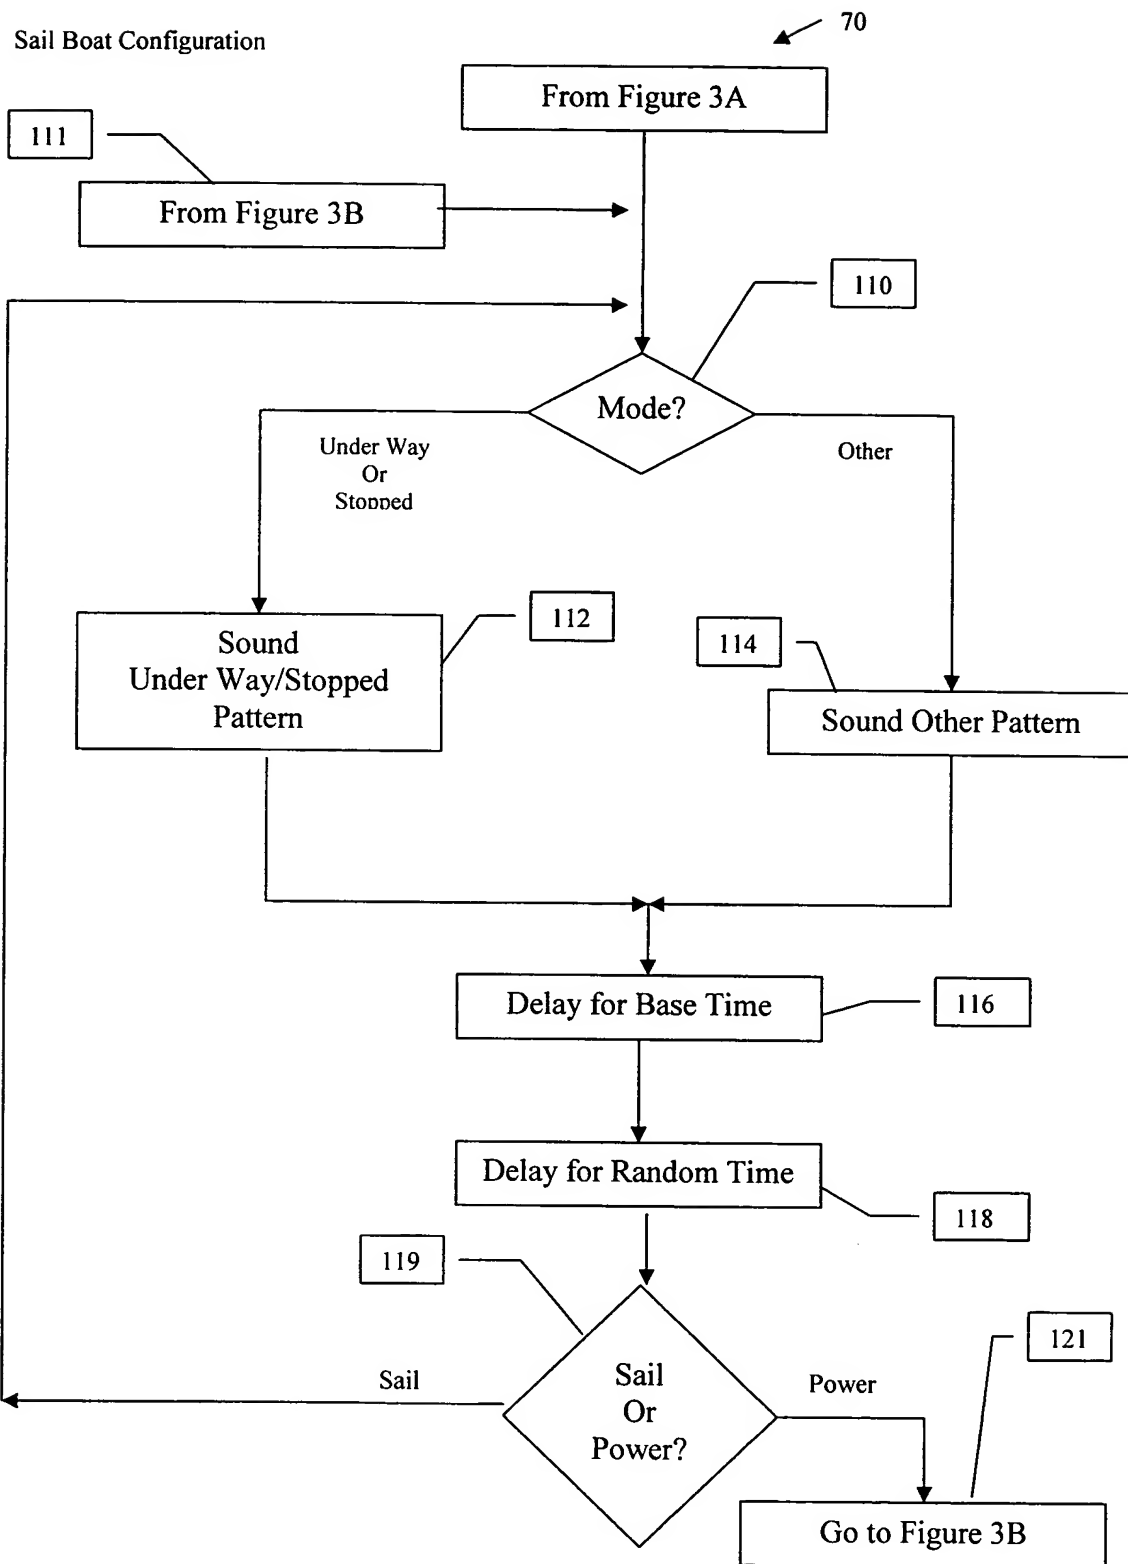 70
Sail Boat Configuration
From Figure 3A
111
From Figure 3B
110
Mode?
Under Way
Or
Stopped
Other
112
Sound
Under Way/Stopped
Pattern
114
Sound Other Pattern
Delay for Base Time
116
Delay for Random Time
118
119
121
Sail
Sail
Or
Power?
Power
Go to Figure 3B